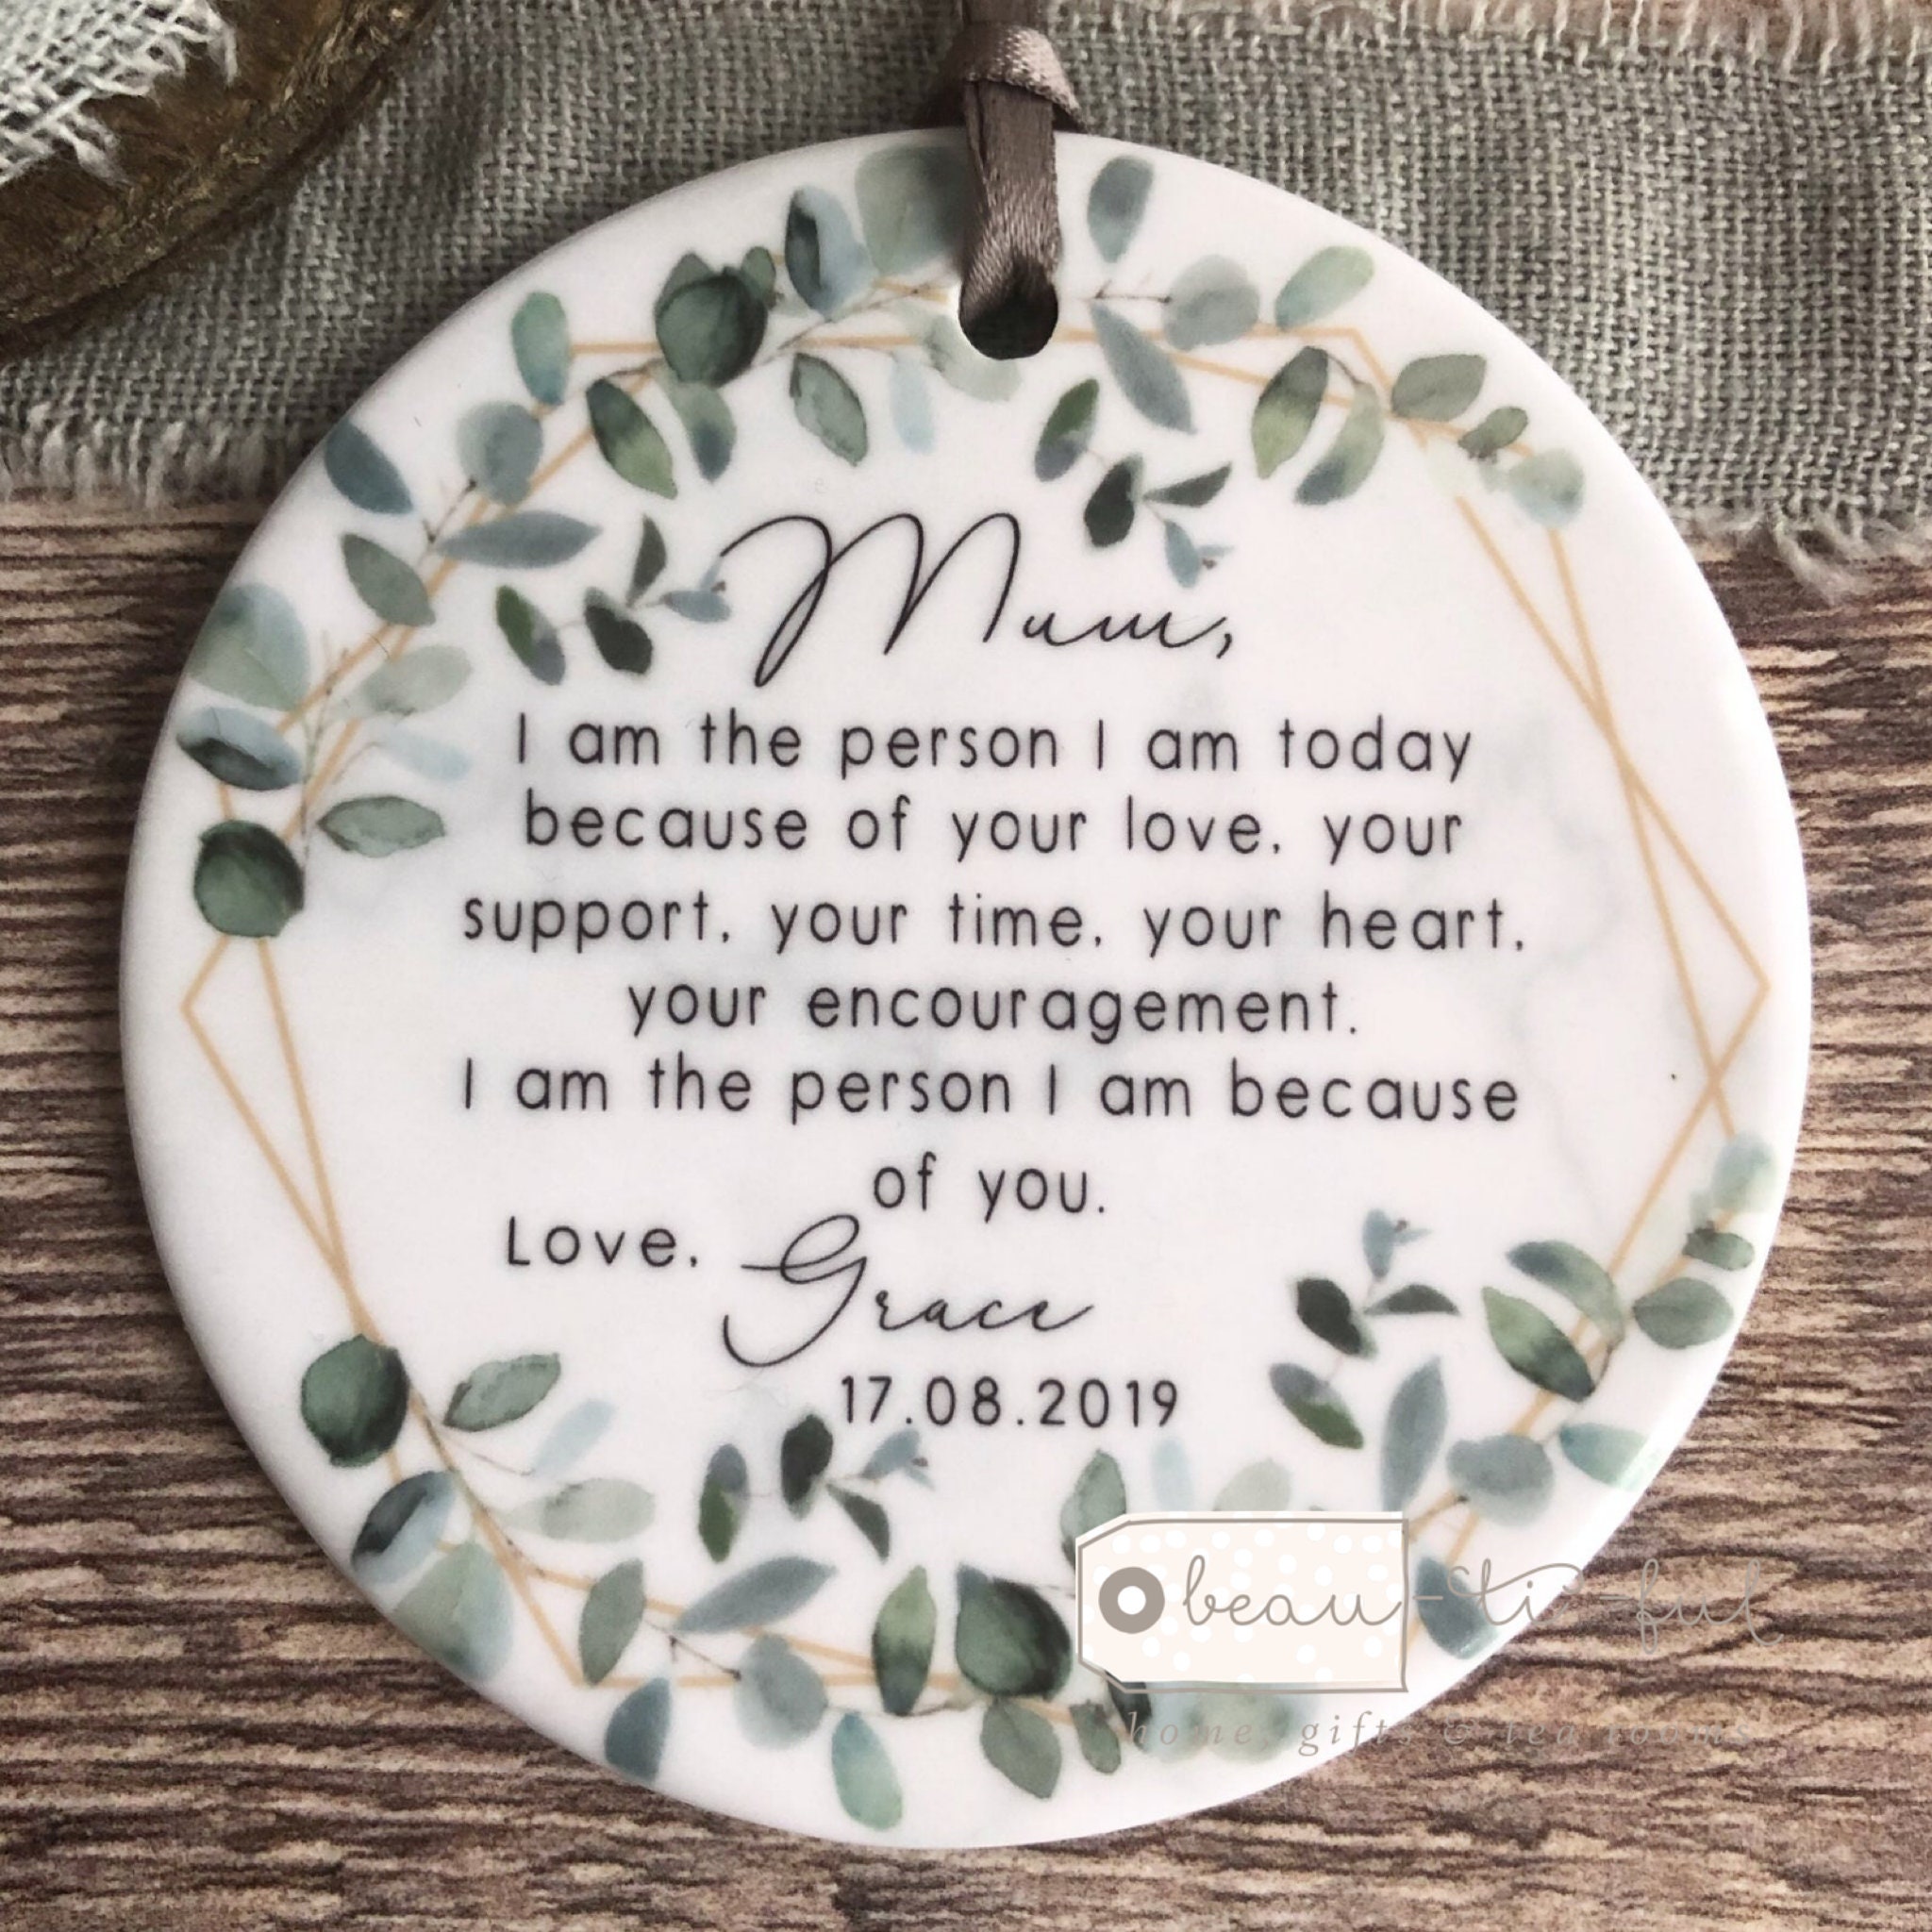 Mum,
I am the person I am today
because of your love, your
support, your time, your heart,
your encouragement.
I am the person I am because
of you.
Love, Grace
17.08.2019
beau-ti-ful
home, gifts & tea rooms